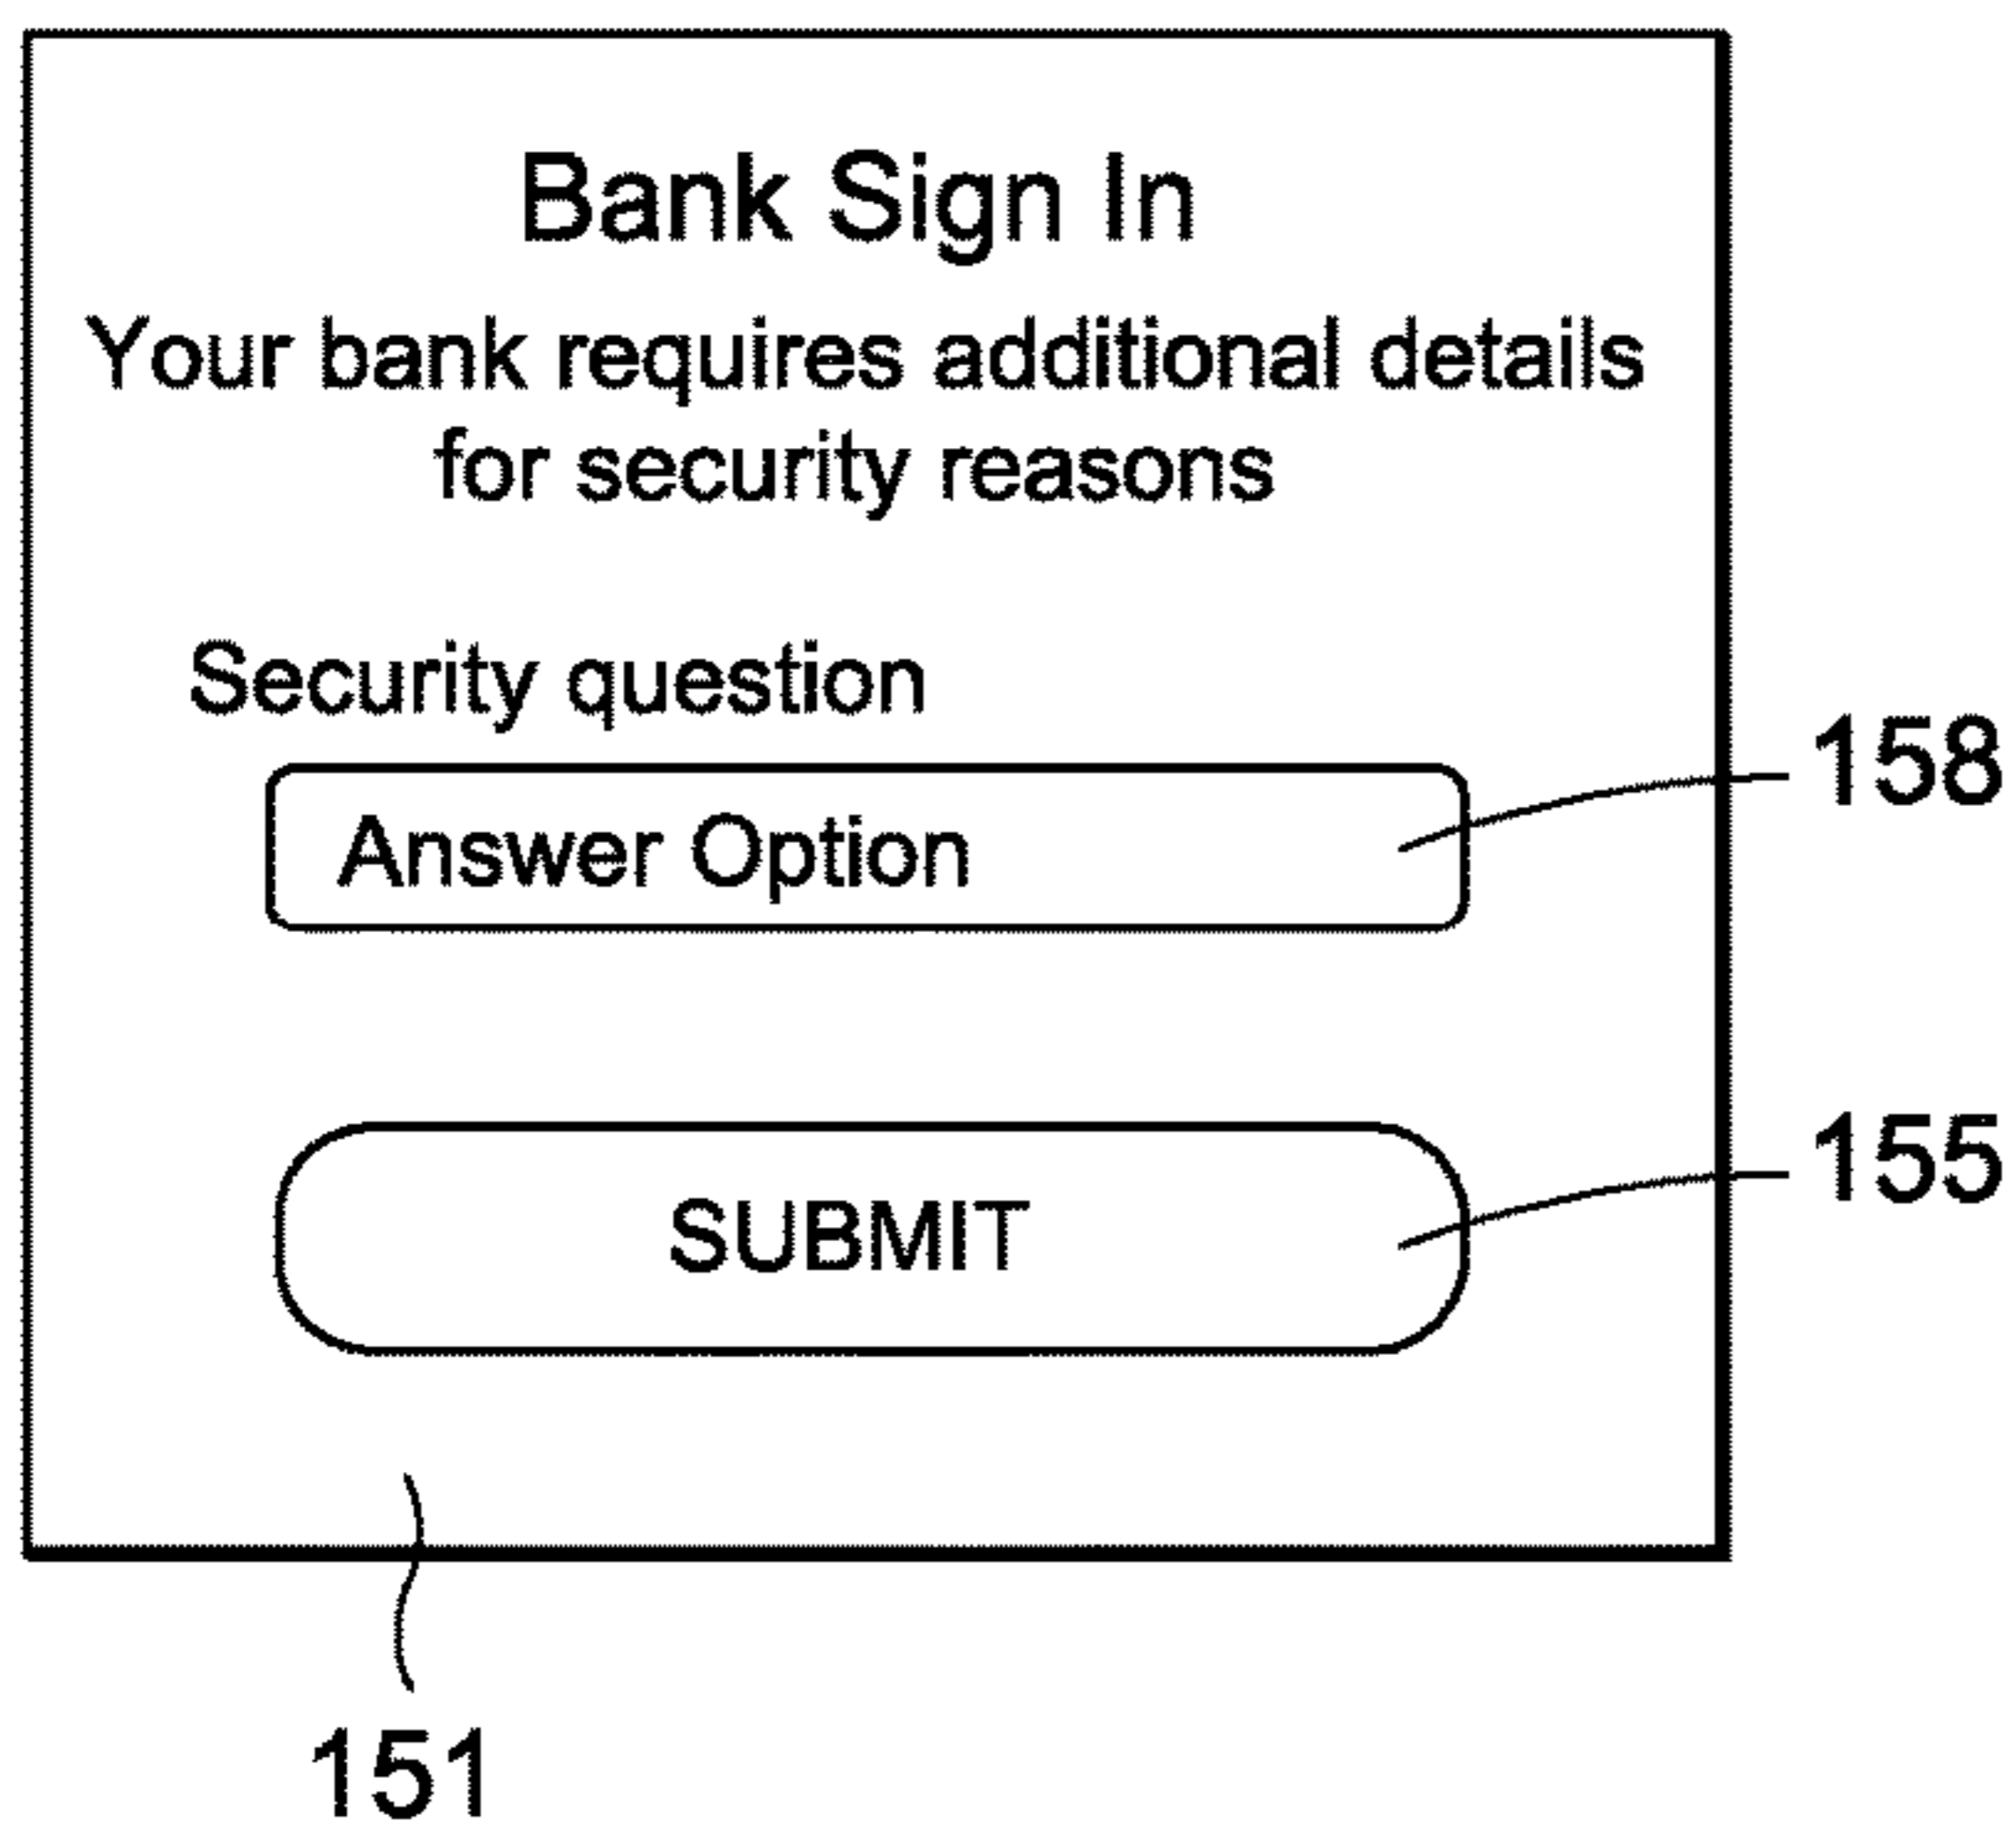 Bank Sign In
Your bank requires additional details
for security reasons
Security question
158
Answer Option
155
SUBMIT
151